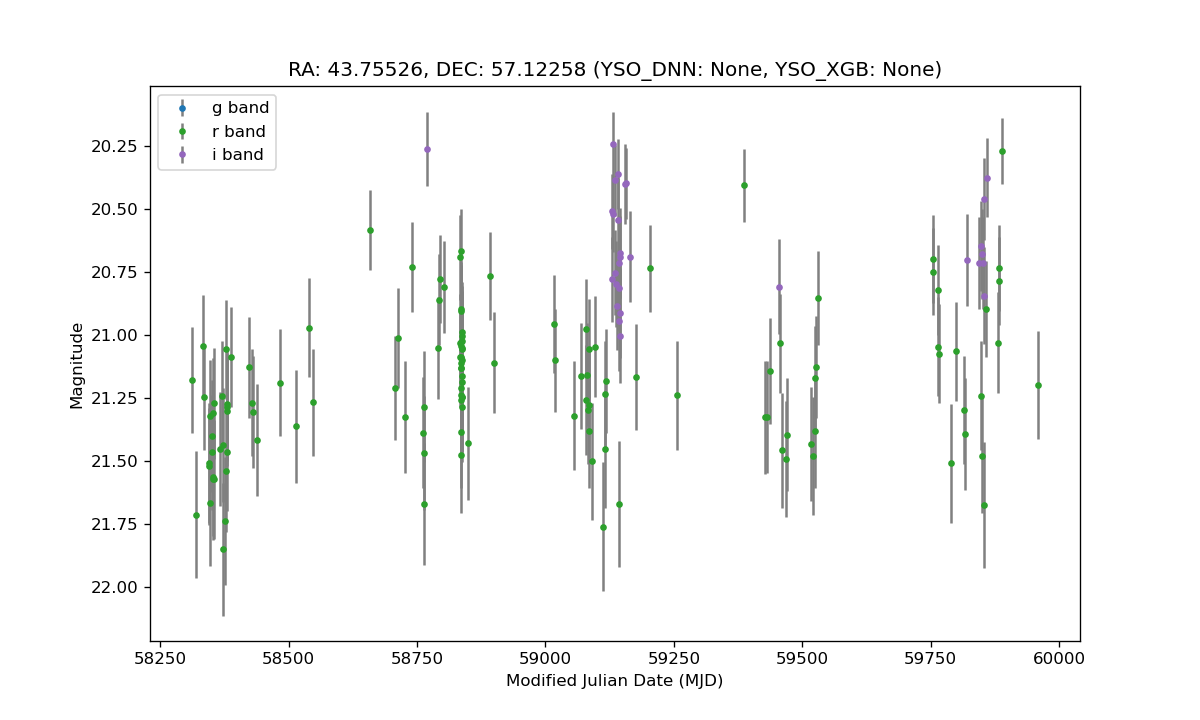 RA: 43.75526, DEC: 57.12258 (YSO_DNN: None, YSO_XGB: None)
g band
r band
i band
20.25
20.50
20.75
21.00
21.25
21.50
21.75
22.00
Magnitude
58250 58500 58750 59000 59250 59500 59750 60000
Modified Julian Date (MJD)